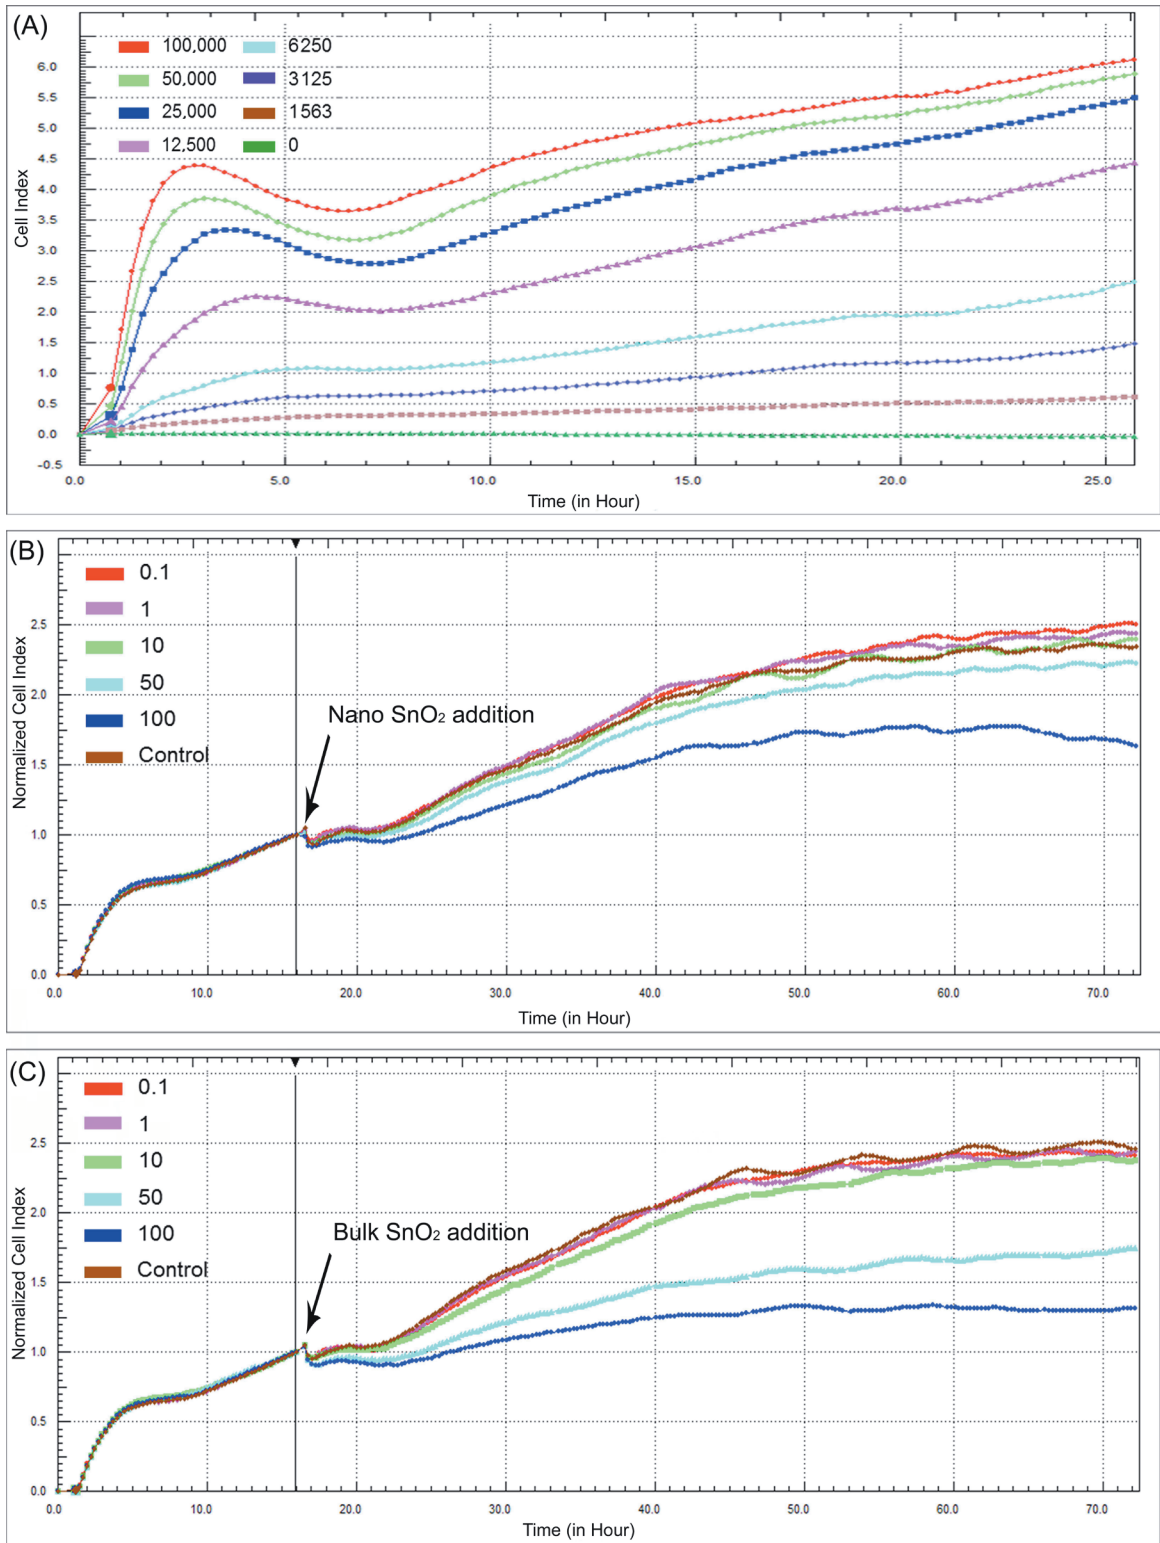 (A)
100,000 6250
50,000 3125
25,000 1563
12,500 0
6.0
5.5
5.0
4.5
4.0
3.5
3.0
2.5
2.0
1.5
1.0
0.5
0.0
-0.5
Cell Index
0.0 5.0 10.0 15.0 20.0 25.0
Time (in Hour)
(B)
0.1
1
10
50
100
Control
Nano SnO₂ addition
2.5
2.0
1.5
1.0
0.5
0.0
Normalized Cell Index
0.0 10.0 20.0 30.0 40.0 50.0 60.0 70.0
Time (in Hour)
(C)
0.1
1
10
50
100
Control
Bulk SnO₂ addition
2.5
2.0
1.5
1.0
0.5
0.0
Normalized Cell Index
0.0 10.0 20.0 30.0 40.0 50.0 60.0 70.0
Time (in Hour)